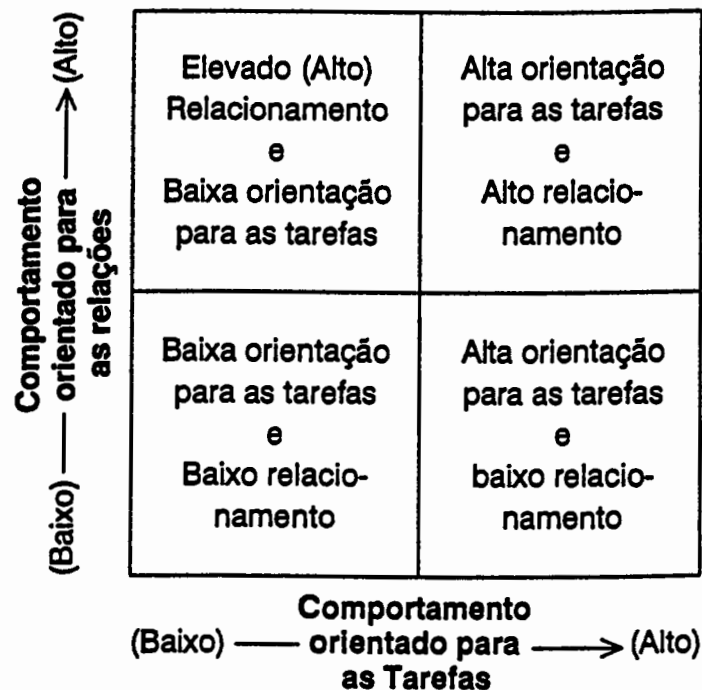 (Baixo) —— Comportamento orientado para as relações ——> (Alto)
Elevado (Alto)
Relacionamento
e
Baixa orientação
para as tarefas
Alta orientação
para as tarefas
e
Alto relacio-
namento
Baixa orientação
para as tarefas
e
Baixo relacio-
namento
Alta orientação
para as tarefas
e
baixo relacio-
namento
Comportamento
(Baixo) —— orientado para ——> (Alto)
as Tarefas